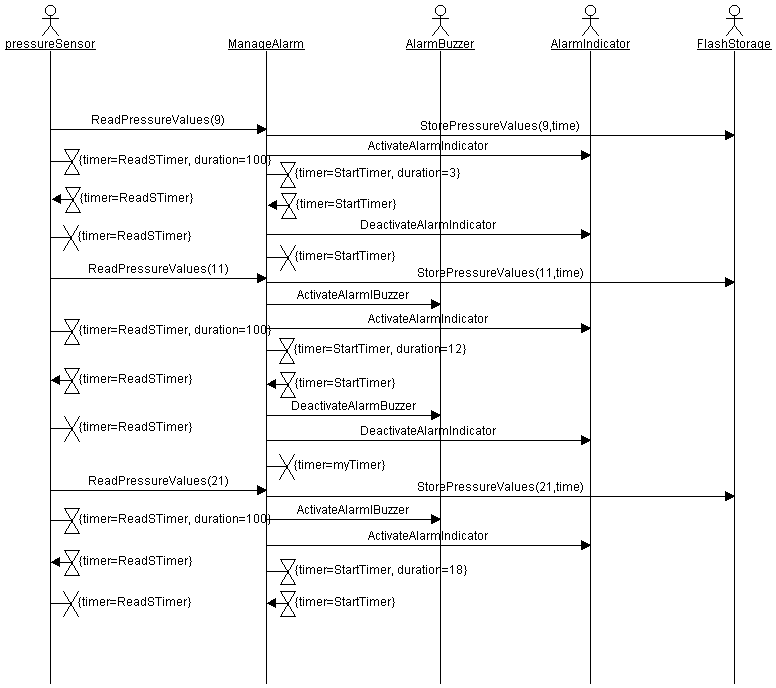 pressureSensor ManageAlarm AlarmBuzzer AlarmIndicator FlashStorage
ReadPressureValues(9)
StorePressureValues(9,time)
ActivateAlarmIndicator
{timer=ReadSTimer, duration=100}
{timer=StartTimer, duration=3}
{timer=ReadSTimer}
{timer=StartTimer}
DeactivateAlarmIndicator
{timer=ReadSTimer}
{timer=StartTimer}
ReadPressureValues(11)
StorePressureValues(11,time)
ActivateAlarmIBuzzer
ActivateAlarmIndicator
{timer=ReadSTimer, duration=100}
{timer=StartTimer, duration=12}
{timer=ReadSTimer}
{timer=StartTimer}
DeactivateAlarmBuzzer
{timer=ReadSTimer}
DeactivateAlarmIndicator
{timer=myTimer}
ReadPressureValues(21)
StorePressureValues(21,time)
ActivateAlarmIBuzzer
{timer=ReadSTimer, duration=100}
ActivateAlarmIndicator
{timer=ReadSTimer}
{timer=StartTimer, duration=18}
{timer=ReadSTimer}
{timer=StartTimer}